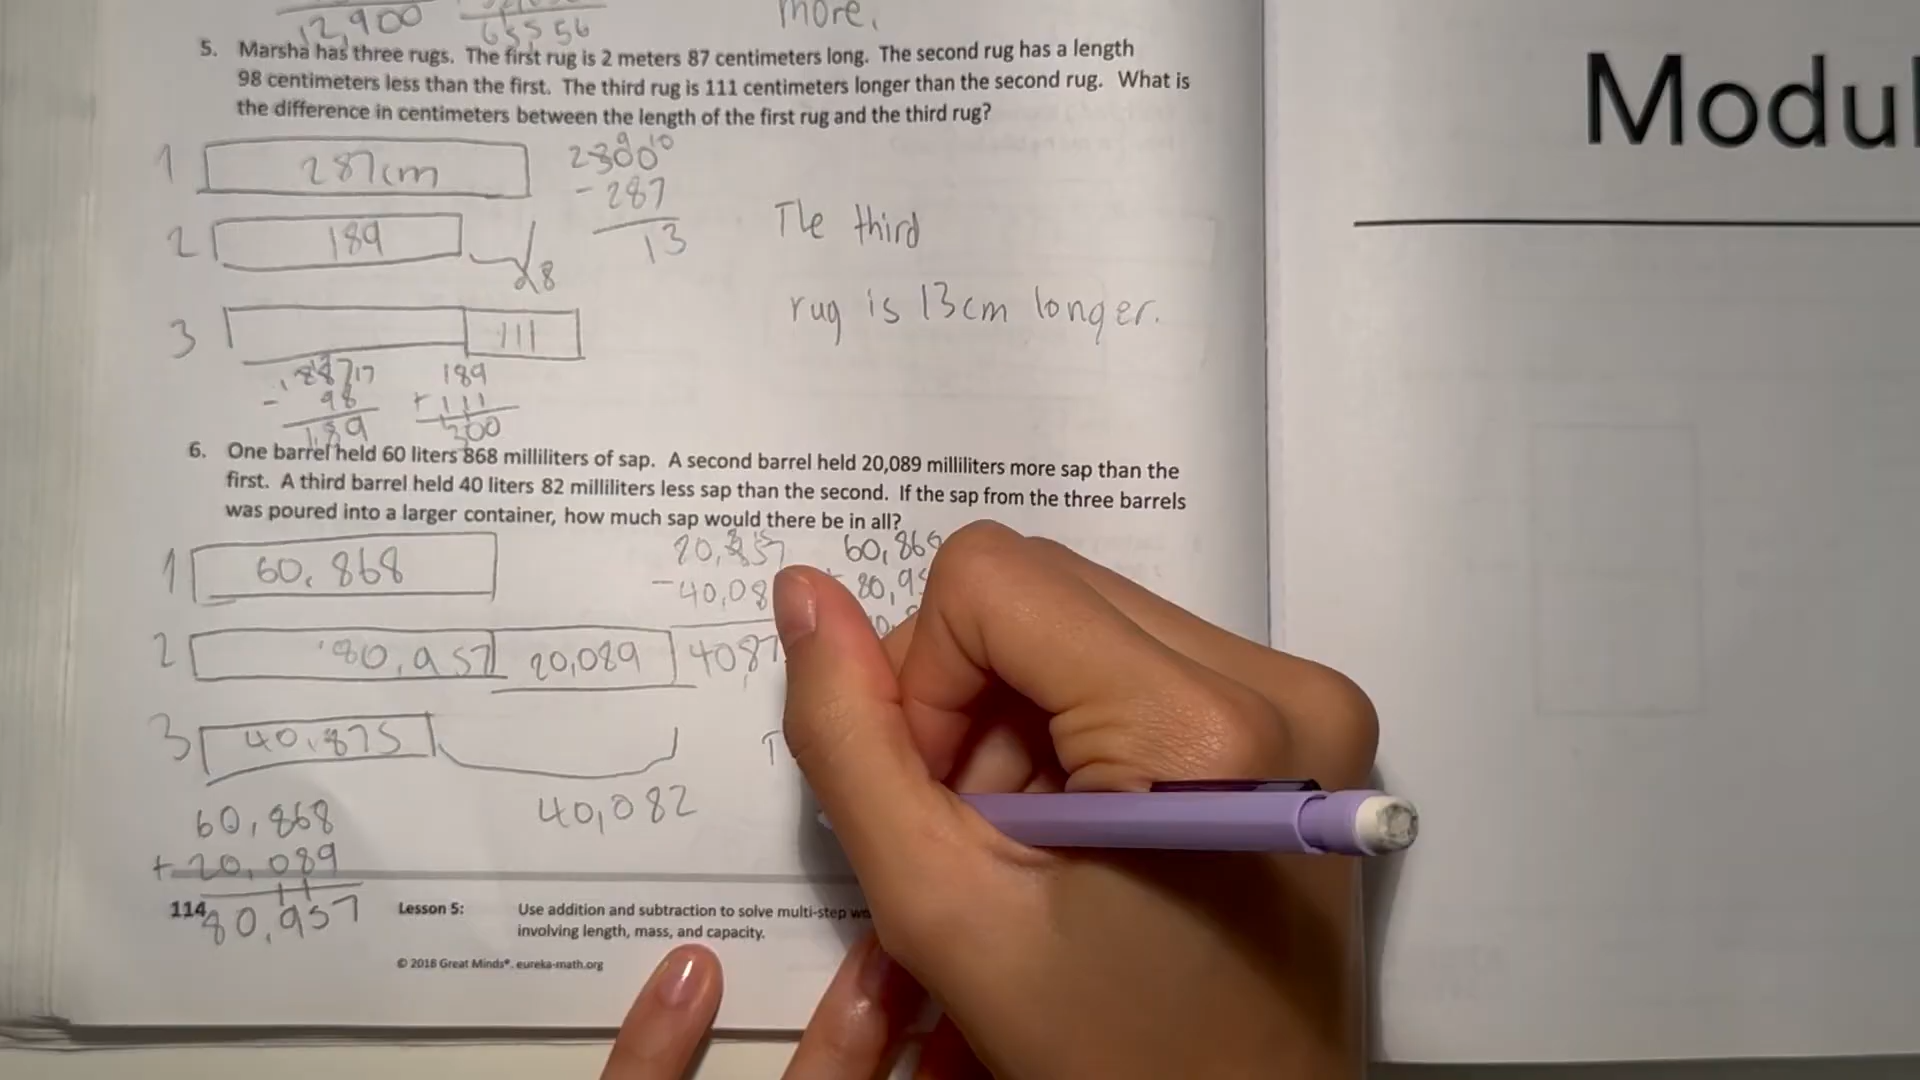 12,900
more.
5. Marsha has three rugs. The first rug is 2 meters 87 centimeters long. The second rug has a length
98 centimeters less than the first. The third rug is 111 centimeters longer than the second rug. What is
the difference in centimeters between the length of the first rug and the third rug?
Modul
1 287cm
- 287
13
2 189
The third
rug is 13cm longer.
3 111
- 98
189
189
+ 111
300
6. One barrel held 60 liters 868 milliliters of sap. A second barrel held 20,089 milliliters more sap than the
first. A third barrel held 40 liters 82 milliliters less sap than the second. If the sap from the three barrels
was poured into a larger container, how much sap would there be in all?
1 60,868
- 40,08
60,868
2 80,957 20,089
3 40,875
40,082
60,868
+ 20,089
80,957
114 Lesson 5: Use addition and subtraction to solve multi-step
involving length, mass, and capacity.
© 2018 Great Minds®. eureka-math.org